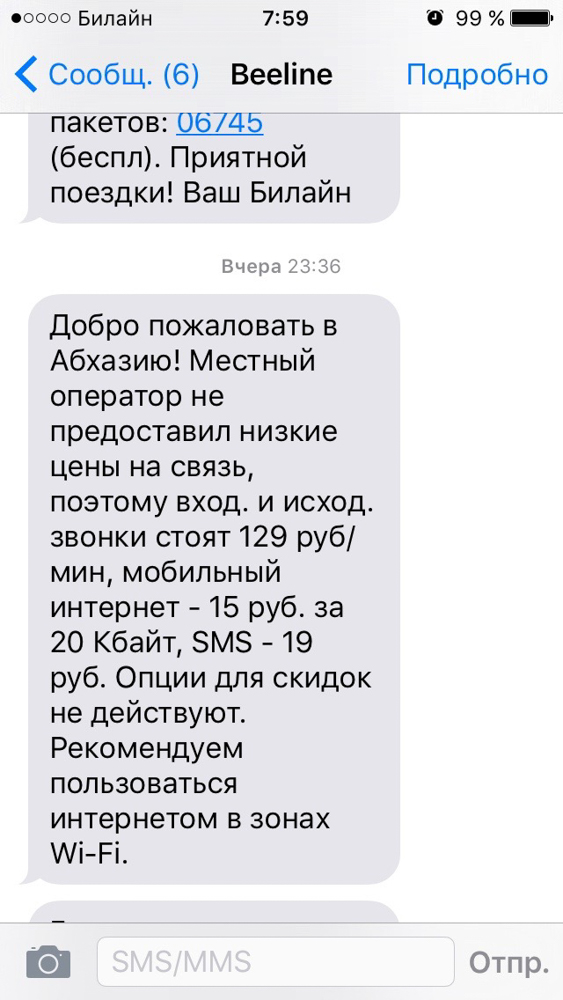 Билайн 7:59 99 %
Сообщ. (6) Beeline Подробно
пакетов: 06745
(беспл). Приятной
поездки! Ваш Билайн
Вчера 23:36
Добро пожаловать в
Абхазию! Местный
оператор не
предоставил низкие
цены на связь,
поэтому вход. и исход.
звонки стоят 129 руб/
мин, мобильный
интернет - 15 руб. за
20 Кбайт, SMS - 19
руб. Опции для скидок
не действуют.
Рекомендуем
пользоваться
интернетом в зонах
Wi-Fi.
SMS/MMS Отпр.